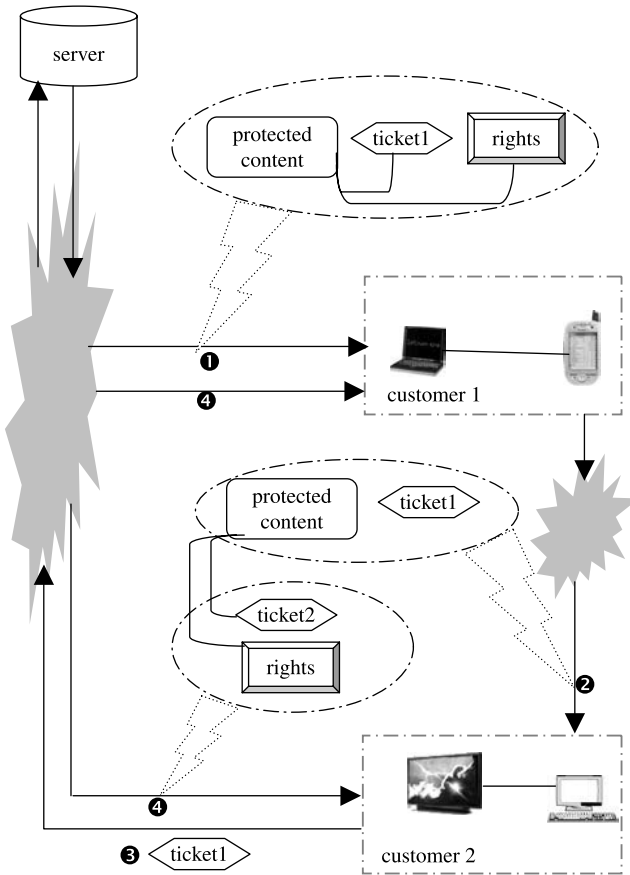 server
protected
content
ticket1
rights
❶
❹
customer 1
protected
content
ticket1
ticket2
rights
❷
❹
❸
ticket1
customer 2